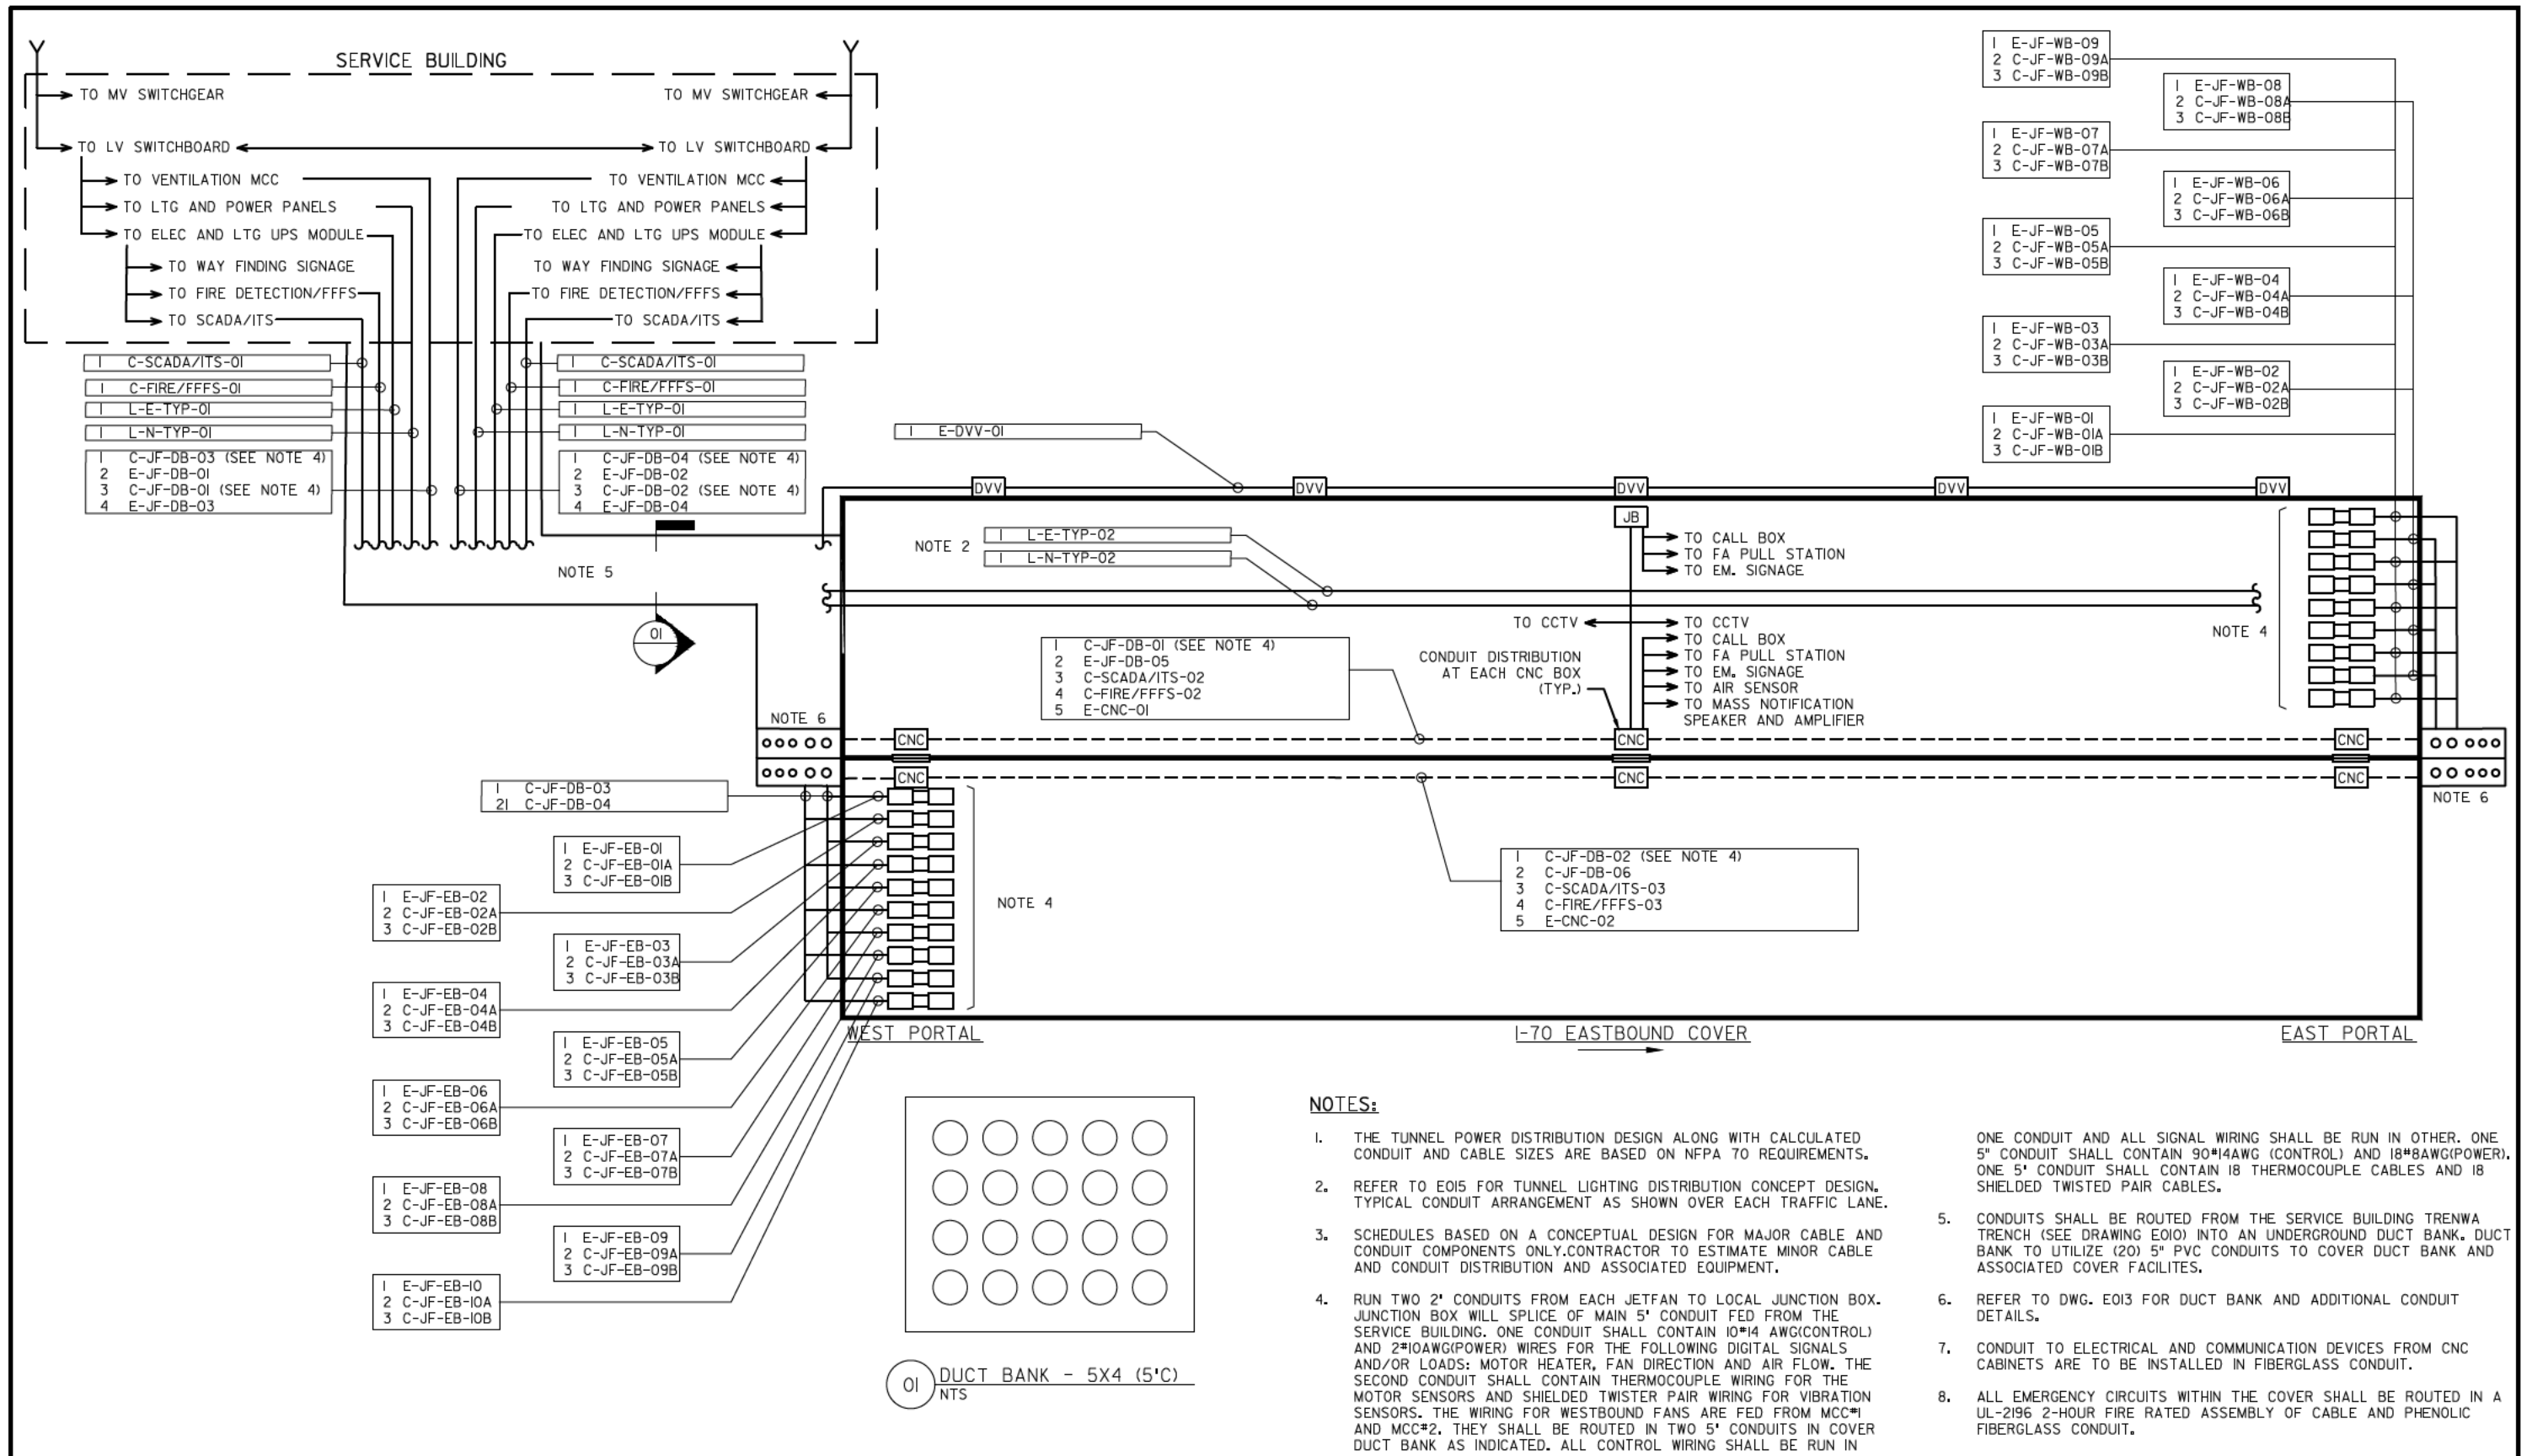 SERVICE BUILDING
TO MV SWITCHGEAR
TO MV SWITCHGEAR
TO LV SWITCHBOARD
TO LV SWITCHBOARD
TO VENTILATION MCC
TO VENTILATION MCC
TO LTG AND POWER PANELS
TO LTG AND POWER PANELS
TO ELEC AND LTG UPS MODULE
TO ELEC AND LTG UPS MODULE
TO WAY FINDING SIGNAGE
TO WAY FINDING SIGNAGE
TO FIRE DETECTION/FFFS
TO FIRE DETECTION/FFFS
TO SCADA/ITS
TO SCADA/ITS
1 C-SCADA/ITS-01
1 C-FIRE/FFFS-01
1 L-E-TYP-01
1 L-N-TYP-01
1 C-JF-DB-03 (SEE NOTE 4)
2 E-JF-DB-01
3 C-JF-DB-01 (SEE NOTE 4)
4 E-JF-DB-03
1 C-SCADA/ITS-01
1 C-FIRE/FFFS-01
1 L-E-TYP-01
1 L-N-TYP-01
1 C-JF-DB-04 (SEE NOTE 4)
2 E-JF-DB-02
3 C-JF-DB-02 (SEE NOTE 4)
4 E-JF-DB-04
NOTE 5
01
1 E-JF-WB-09
2 C-JF-WB-09A
3 C-JF-WB-09B
1 E-JF-WB-08
2 C-JF-WB-08A
3 C-JF-WB-08B
1 E-JF-WB-07
2 C-JF-WB-07A
3 C-JF-WB-07B
1 E-JF-WB-06
2 C-JF-WB-06A
3 C-JF-WB-06B
1 E-JF-WB-05
2 C-JF-WB-05A
3 C-JF-WB-05B
1 E-JF-WB-04
2 C-JF-WB-04A
3 C-JF-WB-04B
1 E-JF-WB-03
2 C-JF-WB-03A
3 C-JF-WB-03B
1 E-JF-WB-02
2 C-JF-WB-02A
3 C-JF-WB-02B
1 E-JF-WB-01
2 C-JF-WB-01A
3 C-JF-WB-01B
1 E-DVV-01
DVV
DVV
DVV
DVV
DVV
JB
NOTE 2
1 L-E-TYP-02
1 L-N-TYP-02
TO CALL BOX
TO FA PULL STATION
TO EM. SIGNAGE
TO CCTV
TO CCTV
TO CALL BOX
TO FA PULL STATION
TO EM. SIGNAGE
TO AIR SENSOR
TO MASS NOTIFICATION
SPEAKER AND AMPLIFIER
CONDUIT DISTRIBUTION
AT EACH CNC BOX
(TYP.)
NOTE 4
1 C-JF-DB-01 (SEE NOTE 4)
2 E-JF-DB-05
3 C-SCADA/ITS-02
4 C-FIRE/FFFS-02
5 E-CNC-01
NOTE 6
CNC
CNC
CNC
CNC
CNC
CNC
NOTE 6
1 C-JF-DB-03
21 C-JF-DB-04
1 C-JF-DB-02 (SEE NOTE 4)
2 C-JF-DB-06
3 C-SCADA/ITS-03
4 C-FIRE/FFFS-03
5 E-CNC-02
NOTE 4
1 E-JF-EB-01
2 C-JF-EB-01A
3 C-JF-EB-01B
1 E-JF-EB-02
2 C-JF-EB-02A
3 C-JF-EB-02B
1 E-JF-EB-03
2 C-JF-EB-03A
3 C-JF-EB-03B
1 E-JF-EB-04
2 C-JF-EB-04A
3 C-JF-EB-04B
1 E-JF-EB-05
2 C-JF-EB-05A
3 C-JF-EB-05B
1 E-JF-EB-06
2 C-JF-EB-06A
3 C-JF-EB-06B
1 E-JF-EB-07
2 C-JF-EB-07A
3 C-JF-EB-07B
1 E-JF-EB-08
2 C-JF-EB-08A
3 C-JF-EB-08B
1 E-JF-EB-09
2 C-JF-EB-09A
3 C-JF-EB-09B
1 E-JF-EB-10
2 C-JF-EB-10A
3 C-JF-EB-10B
WEST PORTAL
I-70 EASTBOUND COVER
EAST PORTAL
01 DUCT BANK - 5X4 (5'C)
NTS
NOTES:
1. THE TUNNEL POWER DISTRIBUTION DESIGN ALONG WITH CALCULATED
CONDUIT AND CABLE SIZES ARE BASED ON NFPA 70 REQUIREMENTS.
2. REFER TO E015 FOR TUNNEL LIGHTING DISTRIBUTION CONCEPT DESIGN.
TYPICAL CONDUIT ARRANGEMENT AS SHOWN OVER EACH TRAFFIC LANE.
3. SCHEDULES BASED ON A CONCEPTUAL DESIGN FOR MAJOR CABLE AND
CONDUIT COMPONENTS ONLY.CONTRACTOR TO ESTIMATE MINOR CABLE
AND CONDUIT DISTRIBUTION AND ASSOCIATED EQUIPMENT.
4. RUN TWO 2' CONDUITS FROM EACH JETFAN TO LOCAL JUNCTION BOX.
JUNCTION BOX WILL SPLICE OF MAIN 5' CONDUIT FED FROM THE
SERVICE BUILDING. ONE CONDUIT SHALL CONTAIN 10#14 AWG(CONTROL)
AND 2#10AWG(POWER) WIRES FOR THE FOLLOWING DIGITAL SIGNALS
AND/OR LOADS: MOTOR HEATER, FAN DIRECTION AND AIR FLOW. THE
SECOND CONDUIT SHALL CONTAIN THERMOCOUPLE WIRING FOR THE
MOTOR SENSORS AND SHIELDED TWISTER PAIR WIRING FOR VIBRATION
SENSORS. THE WIRING FOR WESTBOUND FANS ARE FED FROM MCC#1
AND MCC#2. THEY SHALL BE ROUTED IN TWO 5' CONDUITS IN COVER
DUCT BANK AS INDICATED. ALL CONTROL WIRING SHALL BE RUN IN
ONE CONDUIT AND ALL SIGNAL WIRING SHALL BE RUN IN OTHER. ONE
5" CONDUIT SHALL CONTAIN 90#14AWG (CONTROL) AND 18#8AWG(POWER).
ONE 5' CONDUIT SHALL CONTAIN 18 THERMOCOUPLE CABLES AND 18
SHIELDED TWISTED PAIR CABLES.
5. CONDUITS SHALL BE ROUTED FROM THE SERVICE BUILDING TRENWA
TRENCH (SEE DRAWING E010) INTO AN UNDERGROUND DUCT BANK. DUCT
BANK TO UTILIZE (20) 5" PVC CONDUITS TO COVER DUCT BANK AND
ASSOCIATED COVER FACILITES.
6. REFER TO DWG. E013 FOR DUCT BANK AND ADDITIONAL CONDUIT
DETAILS.
7. CONDUIT TO ELECTRICAL AND COMMUNICATION DEVICES FROM CNC
CABINETS ARE TO BE INSTALLED IN FIBERGLASS CONDUIT.
8. ALL EMERGENCY CIRCUITS WITHIN THE COVER SHALL BE ROUTED IN A
UL-2196 2-HOUR FIRE RATED ASSEMBLY OF CABLE AND PHENOLIC
FIBERGLASS CONDUIT.